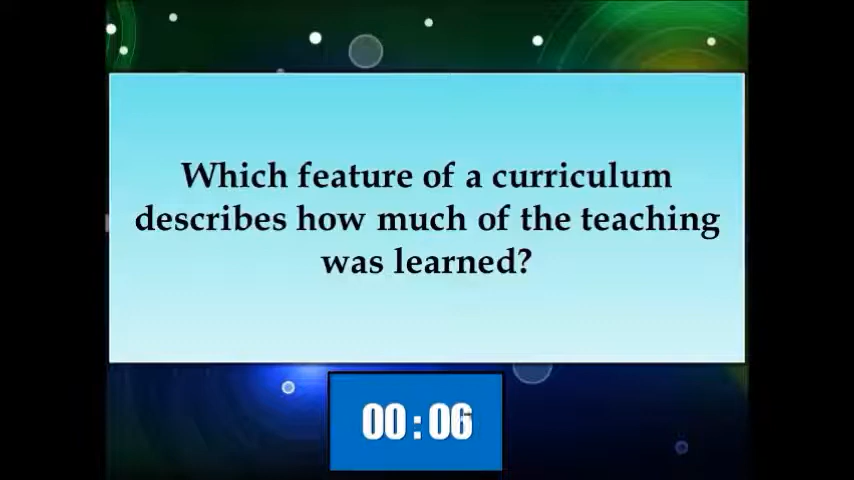 Which feature of a curriculum
describes how much of the teaching
was learned?
00:06